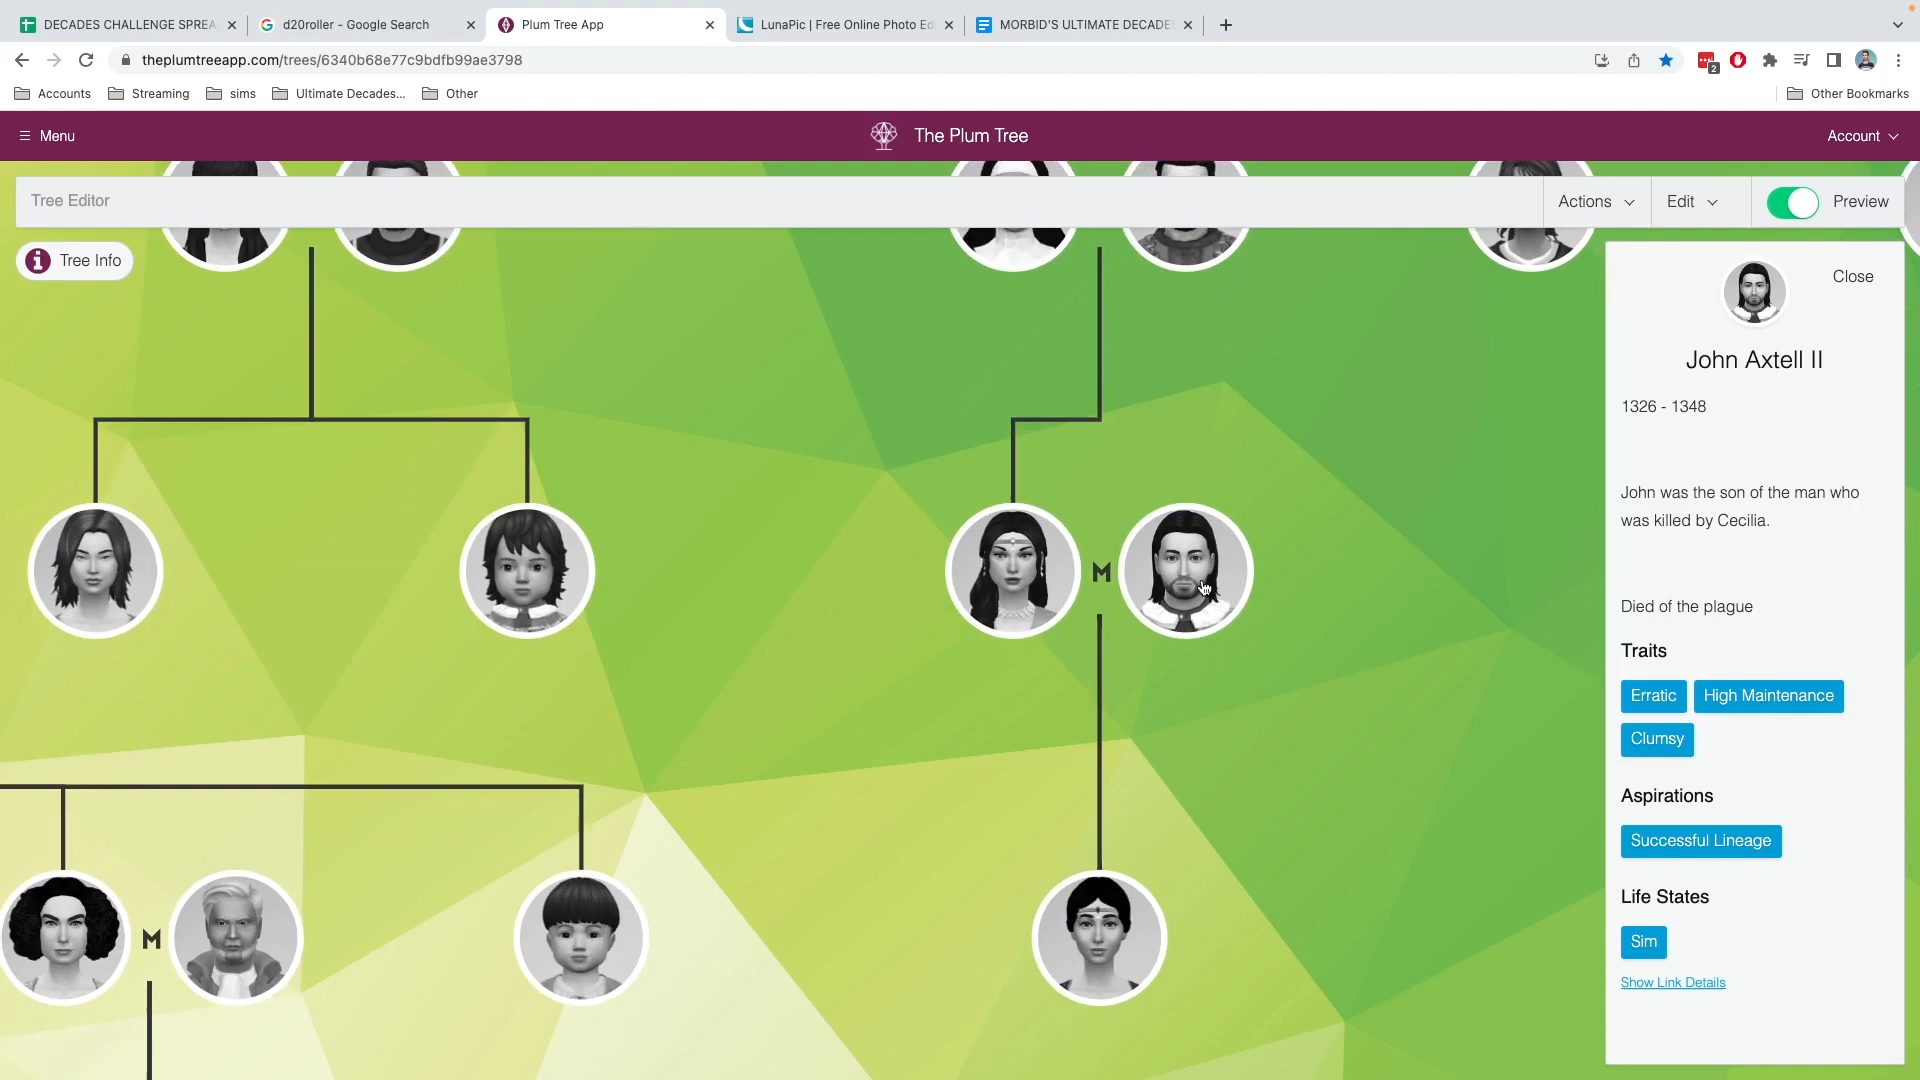 DECADES CHALLENGE SPREA
d20roller - Google Search
Plum Tree App
LunaPic | Free Online Photo Ed
MORBID'S ULTIMATE DECADES
theplumtreeapp.com/trees/6340b68e77c9bdfb99ae3798
2
Accounts
Streaming
sims
Ultimate Decades...
Other
Other Bookmarks
Menu
The Plum Tree
Account
Tree Editor
Actions
Edit
Preview
Tree Info
Close
John Axtell II
1326 - 1348
John was the son of the man who
was killed by Cecilia.
Died of the plague
Traits
Erratic
High Maintenance
Clumsy
Aspirations
Successful Lineage
Life States
Sim
Show Link Details
M
M